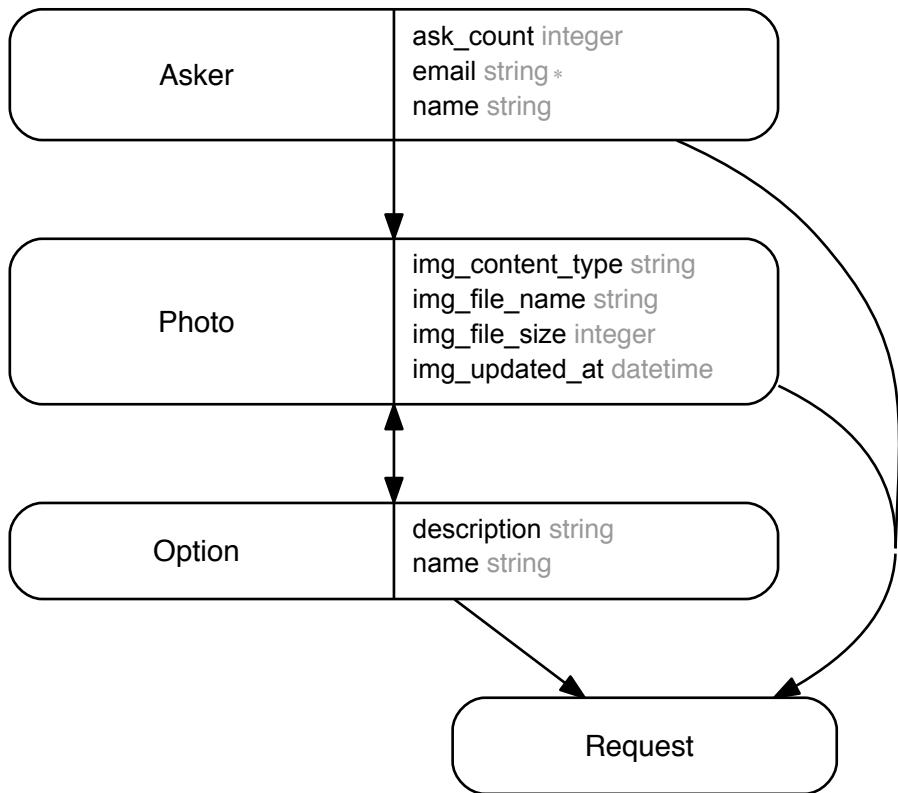 Asker
ask_count integer
email string *
name string
Photo
img_content_type string
img_file_name string
img_file_size integer
img_updated_at datetime
Option
description string
name string
Request